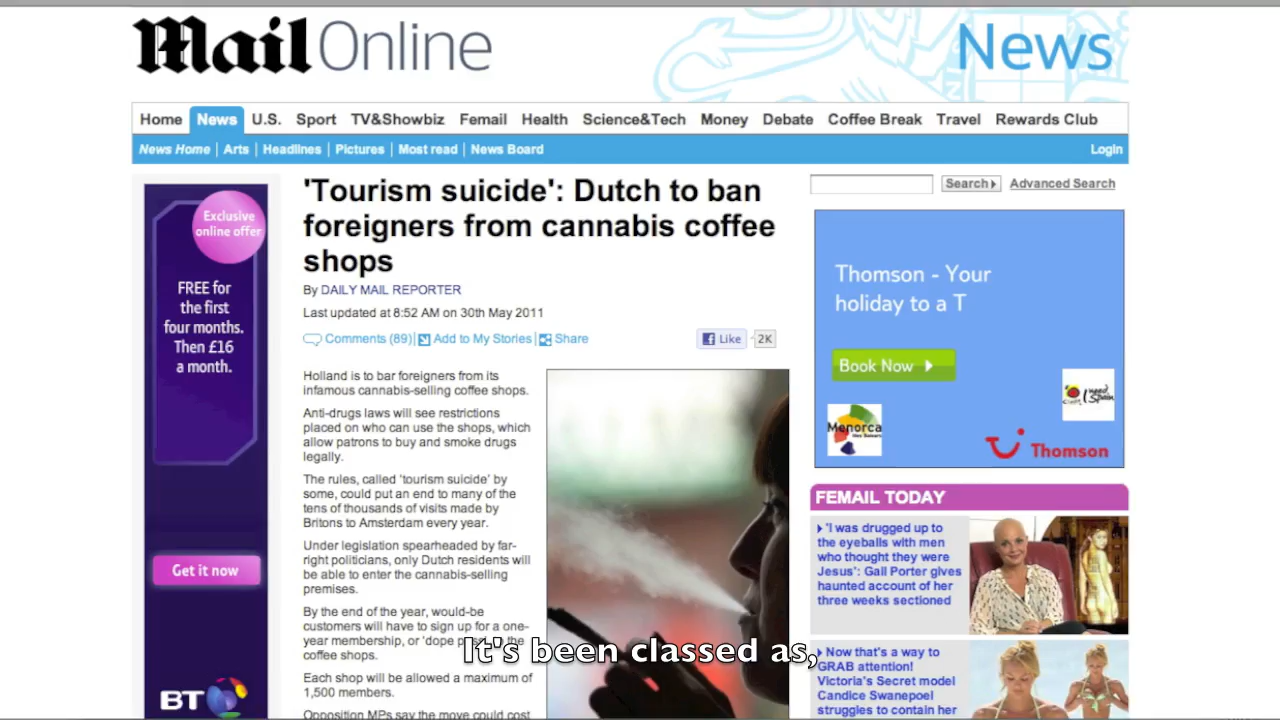 Mail Online
News
Home News U.S. Sport TV&Showbiz Femail Health Science&Tech Money Debate Coffee Break Travel Rewards Club
News Home | Arts | Headlines | Pictures | Most read | News Board
Login
Exclusive
online offer
FREE for
the first
four months.
Then £16
a month.
Get it now
BT
'Tourism suicide': Dutch to ban
foreigners from cannabis coffee
shops
By DAILY MAIL REPORTER
Last updated at 8:52 AM on 30th May 2011
Comments (89) | Add to My Stories | Share
Like 2K
Holland is to bar foreigners from its
infamous cannabis-selling coffee shops.
Anti-drugs laws will see restrictions
placed on who can use the shops, which
allow patrons to buy and smoke drugs
legally.
The rules, called 'tourism suicide' by
some, could put an end to many of the
tens of thousands of visits made by
Britons to Amsterdam every year.
Under legislation spearheaded by far-
right politicians, only Dutch residents will
be able to enter the cannabis-selling
premises.
By the end of the year, would-be
customers will have to sign up for a one-
year membership, or 'dope the
coffee shops.
Each shop will be allowed a maximum of
1,500 members.
Opposition MPs say the move could cost
It's been classed as,
Search Advanced Search
Thomson - Your
holiday to a T
Book Now
Menorca
I need
Spain
Thomson
FEMAIL TODAY
'I was drugged up to
the eyeballs with men
who thought they were
Jesus': Gail Porter gives
haunted account of her
three weeks sectioned
Now that's a way to
GRAB attention!
Victoria's Secret model
Candice Swanepoel
struggles to contain her